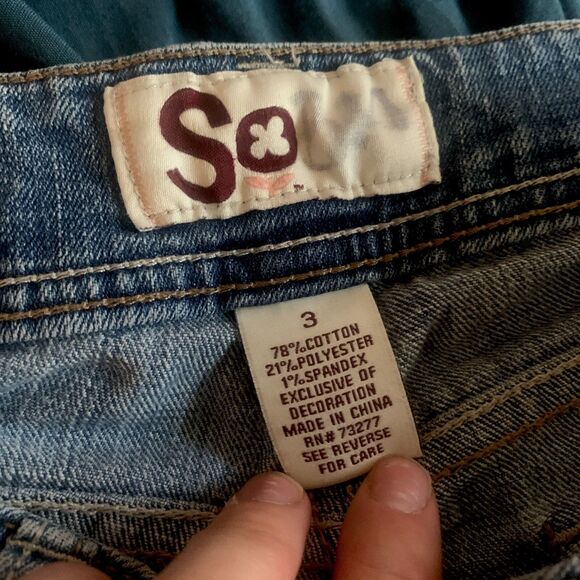 So
™
3
78%COTTON
21%POLYESTER
1%SPANDEX
EXCLUSIVE OF
DECORATION
MADE IN CHINA
RN# 73277
SEE REVERSE
FOR CARE